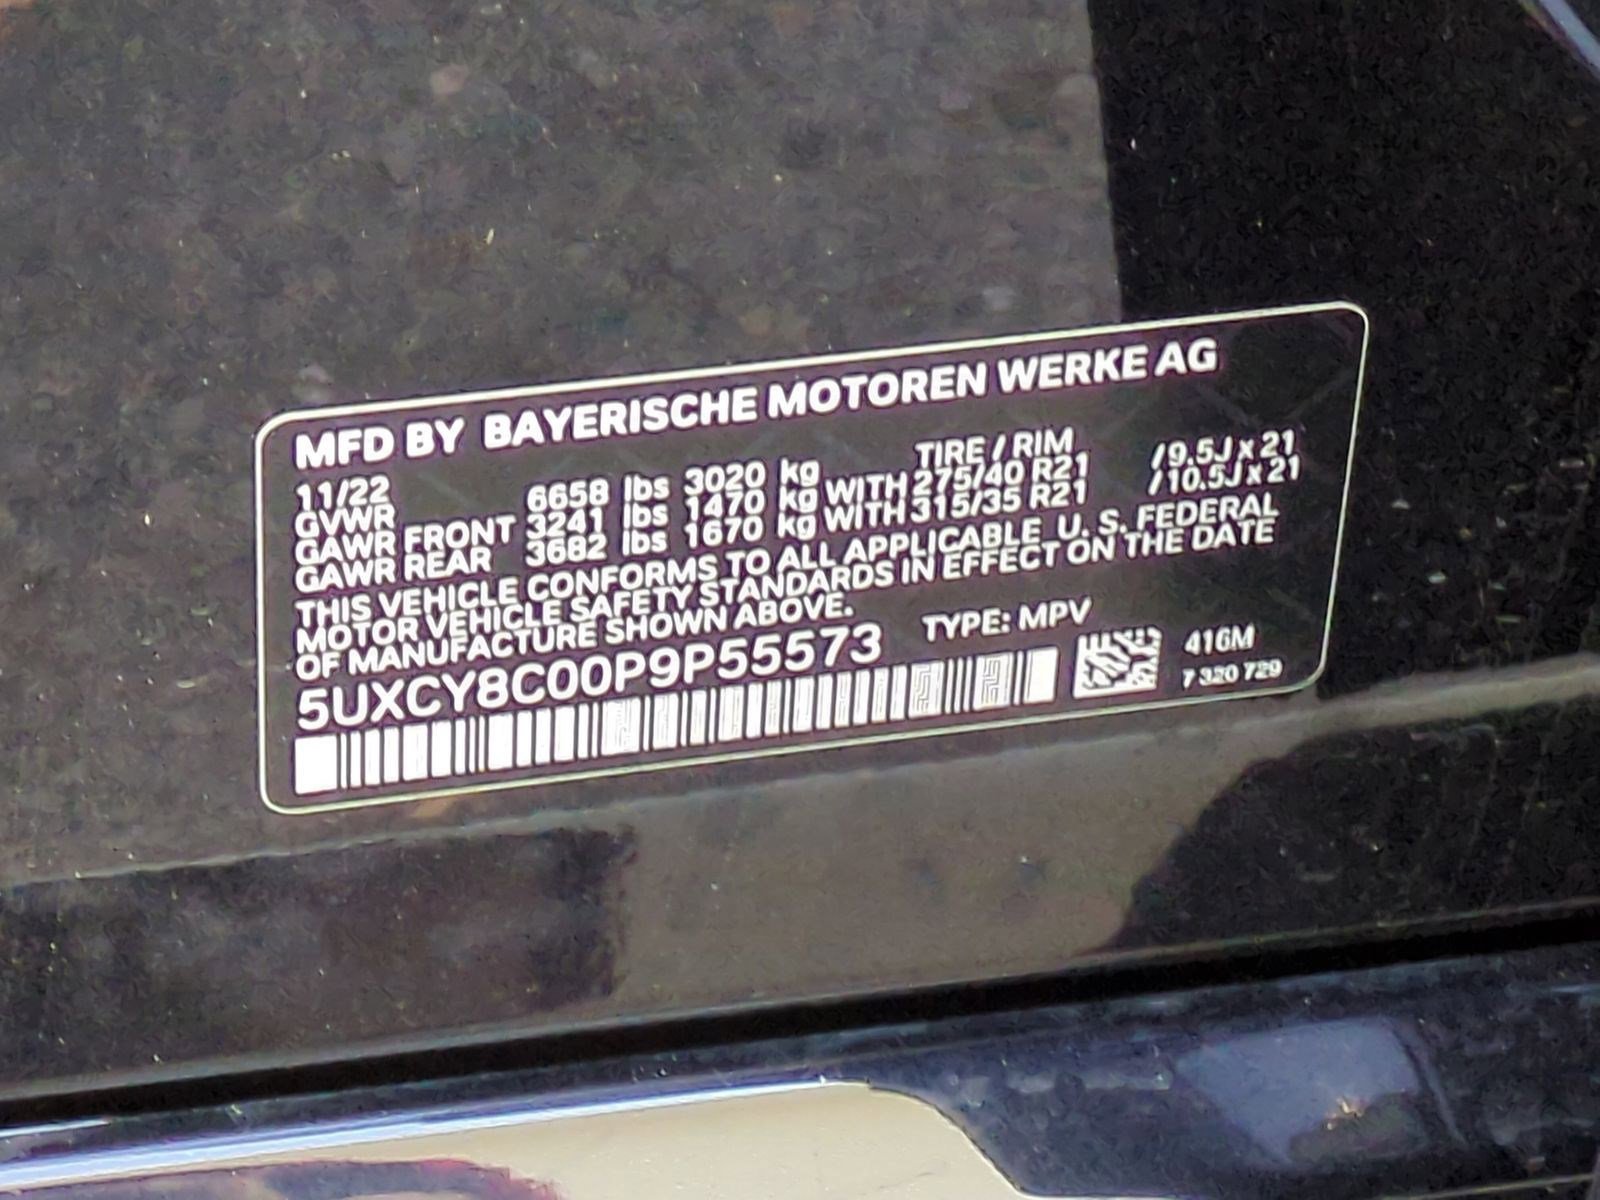 MFD BY BAYERISCHE MOTOREN WERKE AG
11/22 TIRE / RIM
GVWR 6658 lbs 3020 kg
GAWR FRONT 3241 lbs 1470 kg WITH 275/40 R21 /9.5J x 21
GAWR REAR 3682 lbs 1670 kg WITH 315/35 R21 /10.5J x 21
THIS VEHICLE CONFORMS TO ALL APPLICABLE U. S. FEDERAL
MOTOR VEHICLE SAFETY STANDARDS IN EFFECT ON THE DATE
OF MANUFACTURE SHOWN ABOVE.
5UXCY8C00P9P55573 TYPE: MPV
416M
7 320 729